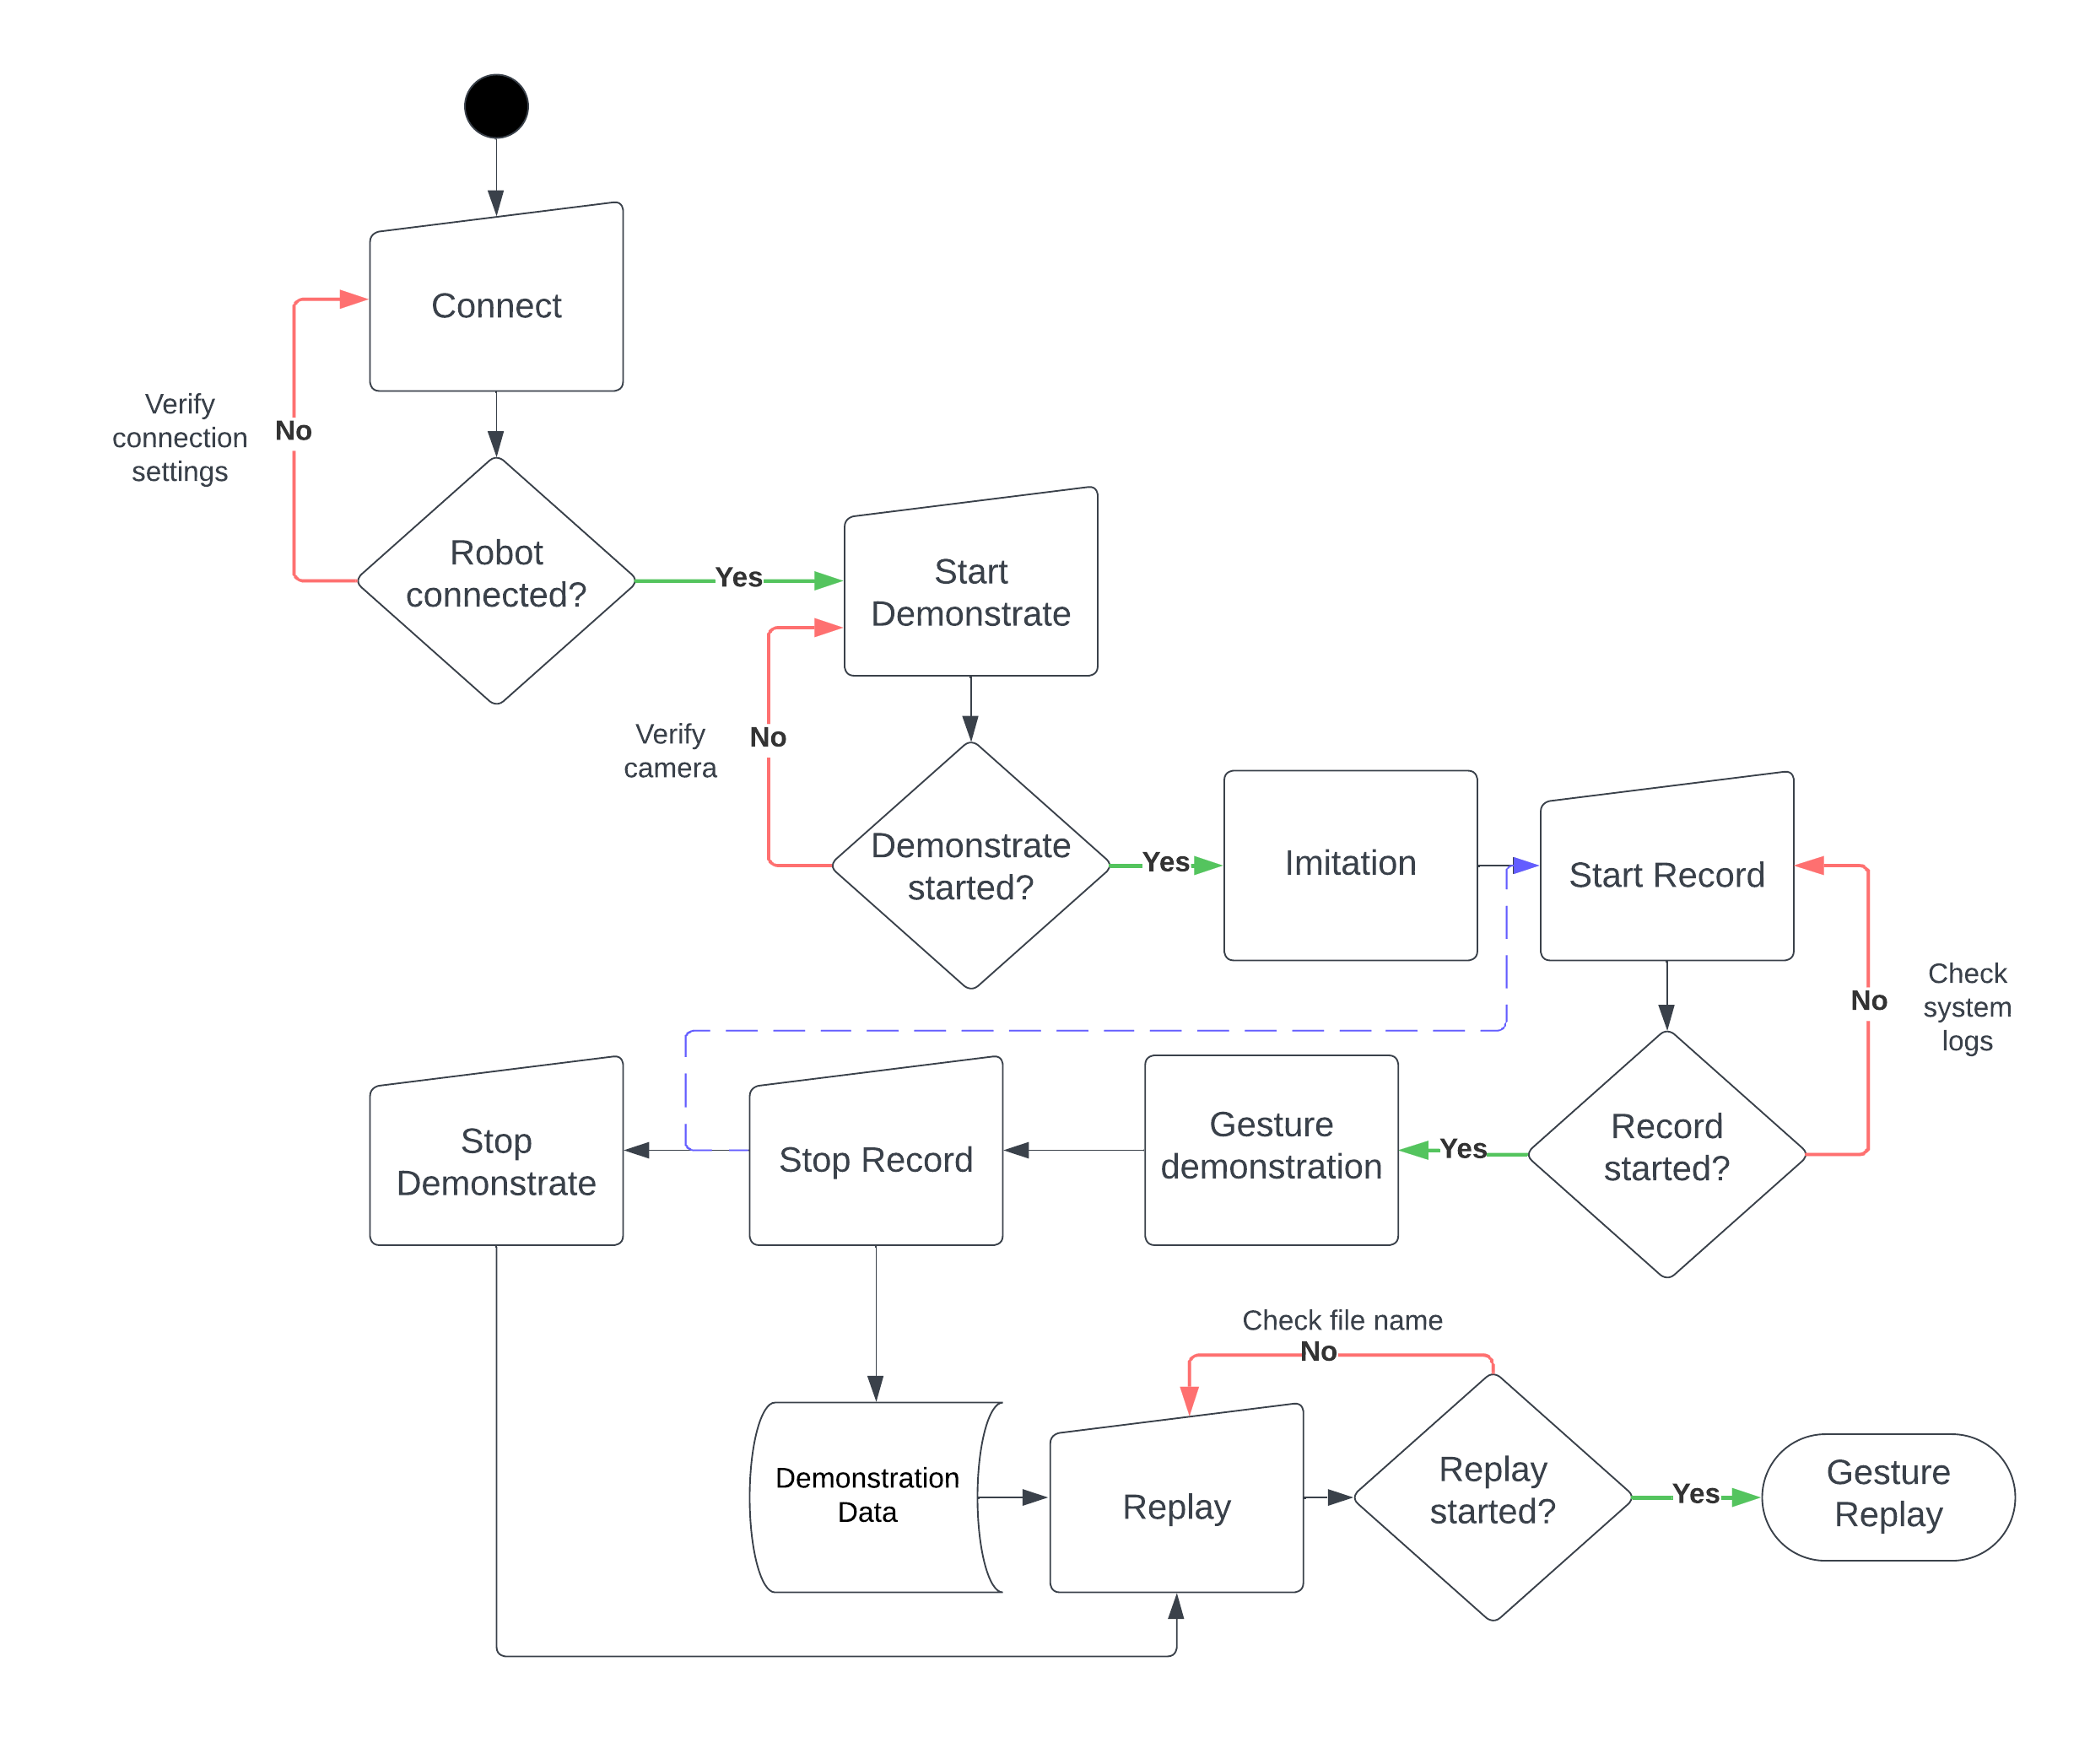 Connect
Verify
connection
settings
No
Robot
connected?
Yes
Start
Demonstrate
Verify
camera
No
Demonstrate
started?
Yes
Imitation
Start Record
No
Check
system
logs
Record
started?
Yes
Gesture
demonstration
Stop Record
Stop
Demonstrate
Check file name
No
Demonstration
Data
Replay
Replay
started?
Yes
Gesture
Replay